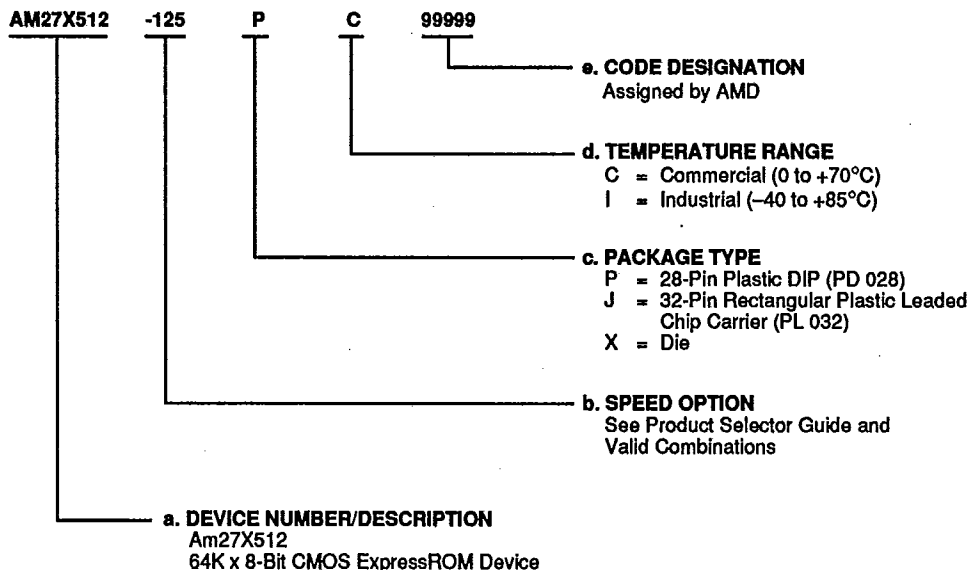 AM27X512 -125 P C 99999
e. CODE DESIGNATION
Assigned by AMD
d. TEMPERATURE RANGE
C = Commercial (0 to +70°C)
I = Industrial (–40 to +85°C)
c. PACKAGE TYPE
P = 28-Pin Plastic DIP (PD 028)
J = 32-Pin Rectangular Plastic Leaded
Chip Carrier (PL 032)
X = Die
b. SPEED OPTION
See Product Selector Guide and
Valid Combinations
a. DEVICE NUMBER/DESCRIPTION
Am27X512
64K x 8-Bit CMOS ExpressROM Device